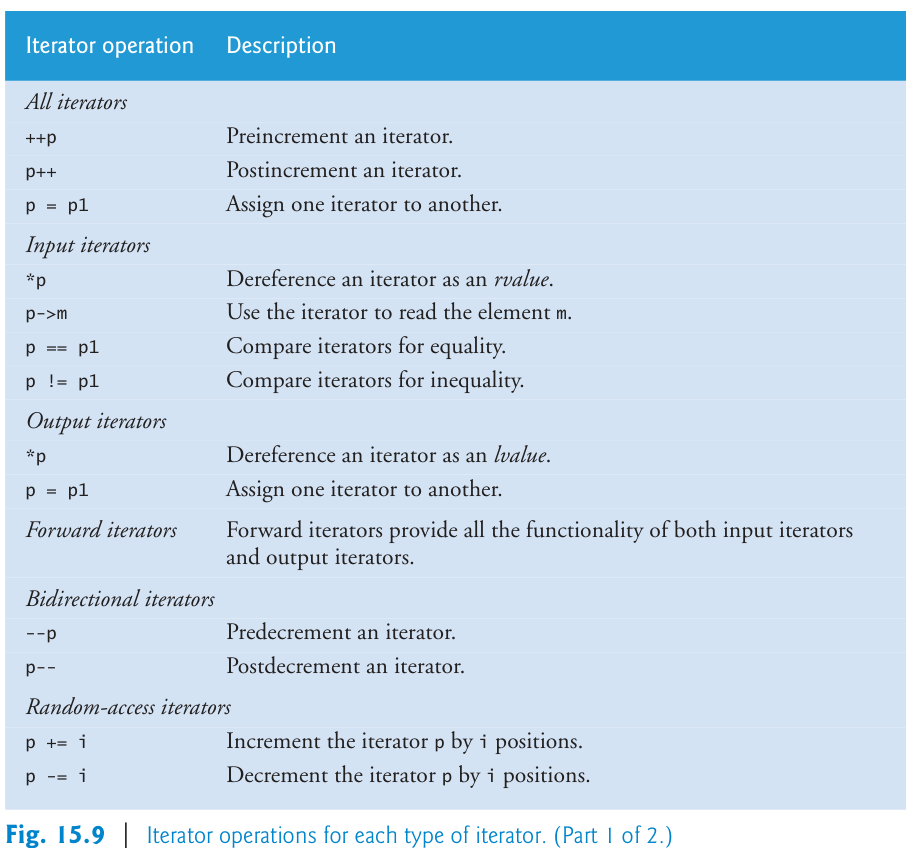 Iterator operation Description
All iterators
++p Preincrement an iterator.
p++ Postincrement an iterator.
p = p1 Assign one iterator to another.
Input iterators
*p Dereference an iterator as an rvalue.
p->m Use the iterator to read the element m.
p == p1 Compare iterators for equality.
p != p1 Compare iterators for inequality.
Output iterators
*p Dereference an iterator as an lvalue.
p = p1 Assign one iterator to another.
Forward iterators Forward iterators provide all the functionality of both input iterators
and output iterators.
Bidirectional iterators
--p Predecrement an iterator.
p-- Postdecrement an iterator.
Random-access iterators
p += i Increment the iterator p by i positions.
p -= i Decrement the iterator p by i positions.
Fig. 15.9 | Iterator operations for each type of iterator. (Part 1 of 2.)